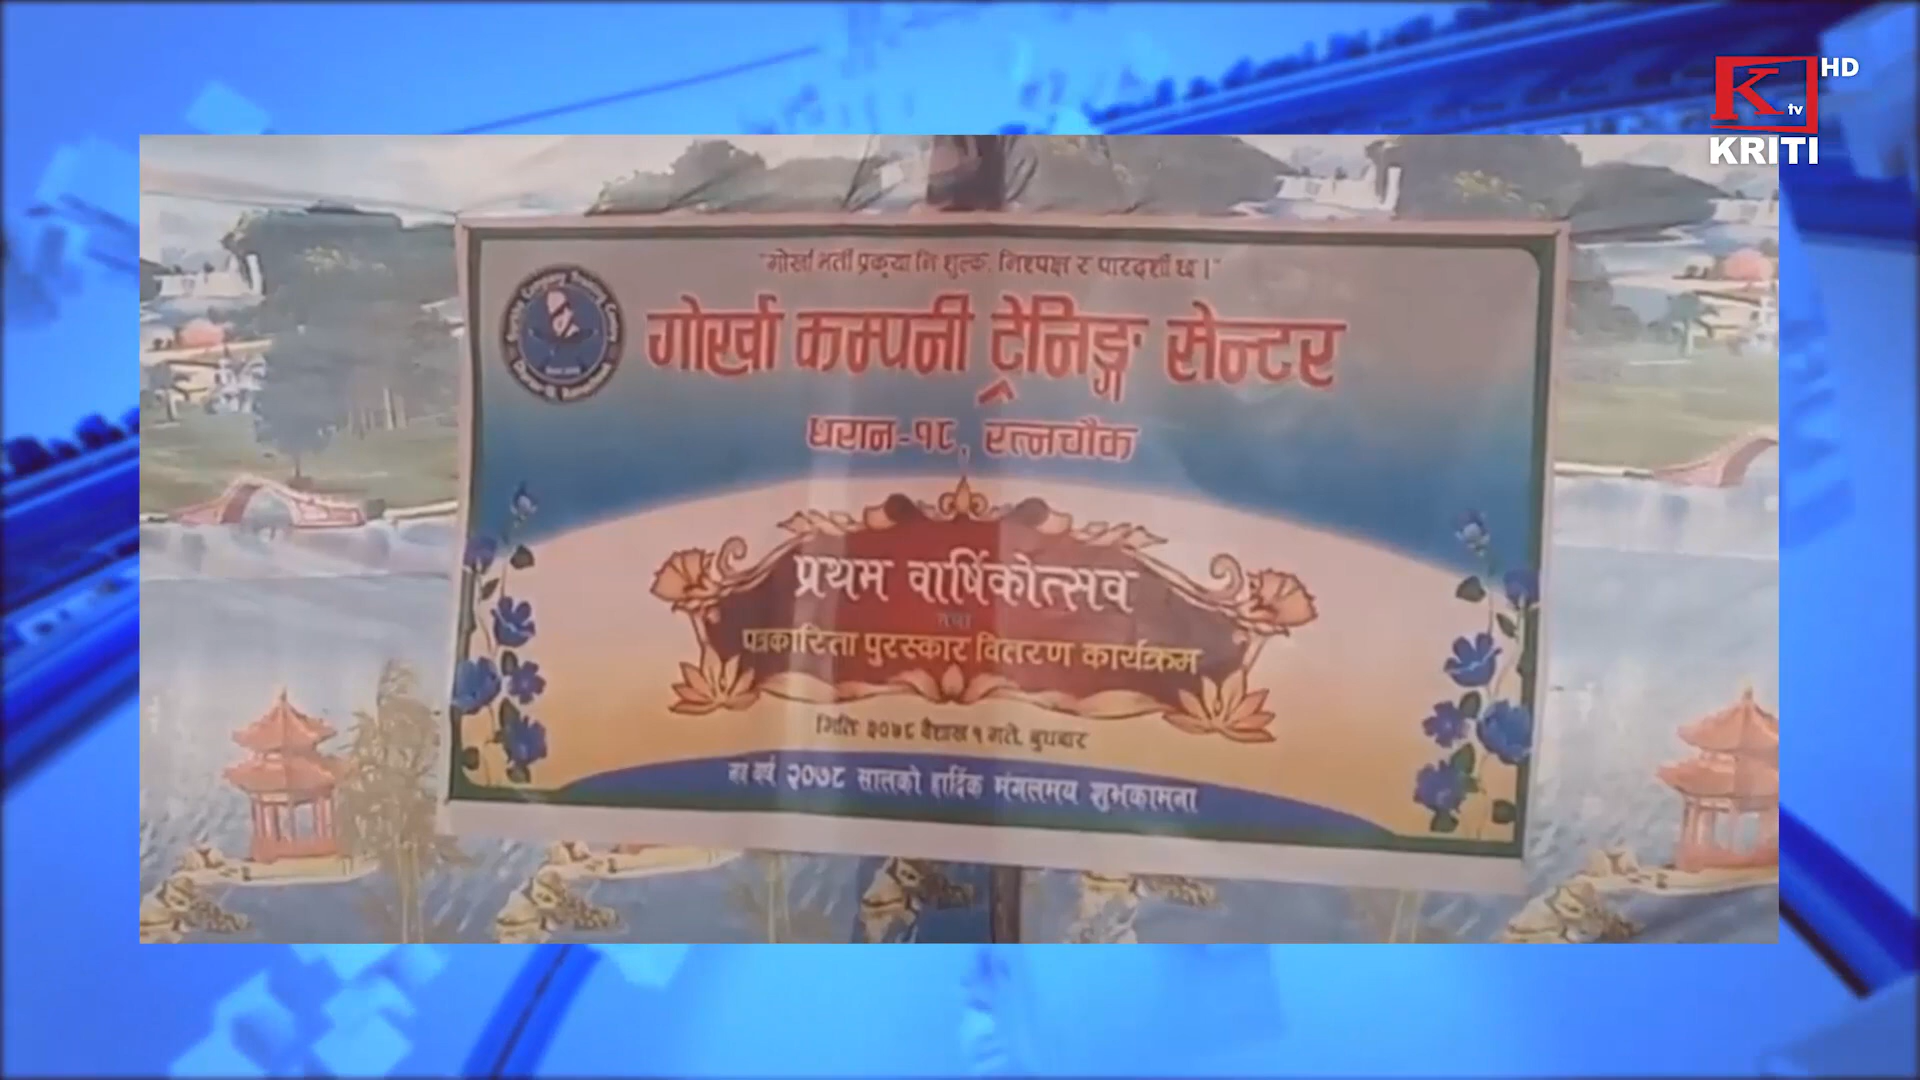 K tv HD
KRITI
"गोर्खा भर्ती प्रकृया नि शुल्क, निश्पक्ष र पारदर्शी छ ।"
गोर्खा कम्पनी ट्रेनिङ्ग सेन्टर
धरान-१८, रत्नचौक
प्रथम वार्षिकोत्सव
तथा
पत्रकारिता पुरस्कार वितरण कार्यक्रम
मिति २०७८ बैशाख १ गते, बुधबार
नव वर्ष २०७८ सालको हार्दिक मंगलमय शुभकामना